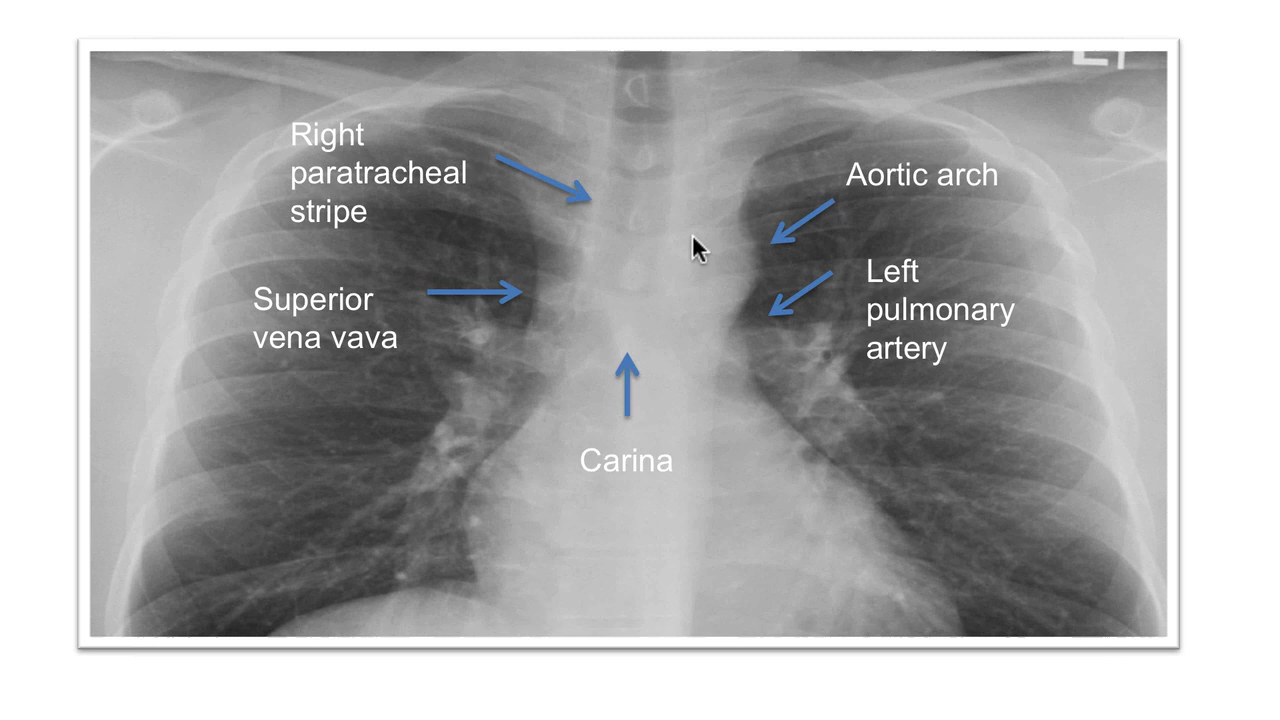 Right
paratracheal
stripe
Aortic arch
Left
pulmonary
artery
Superior
vena vava
Carina